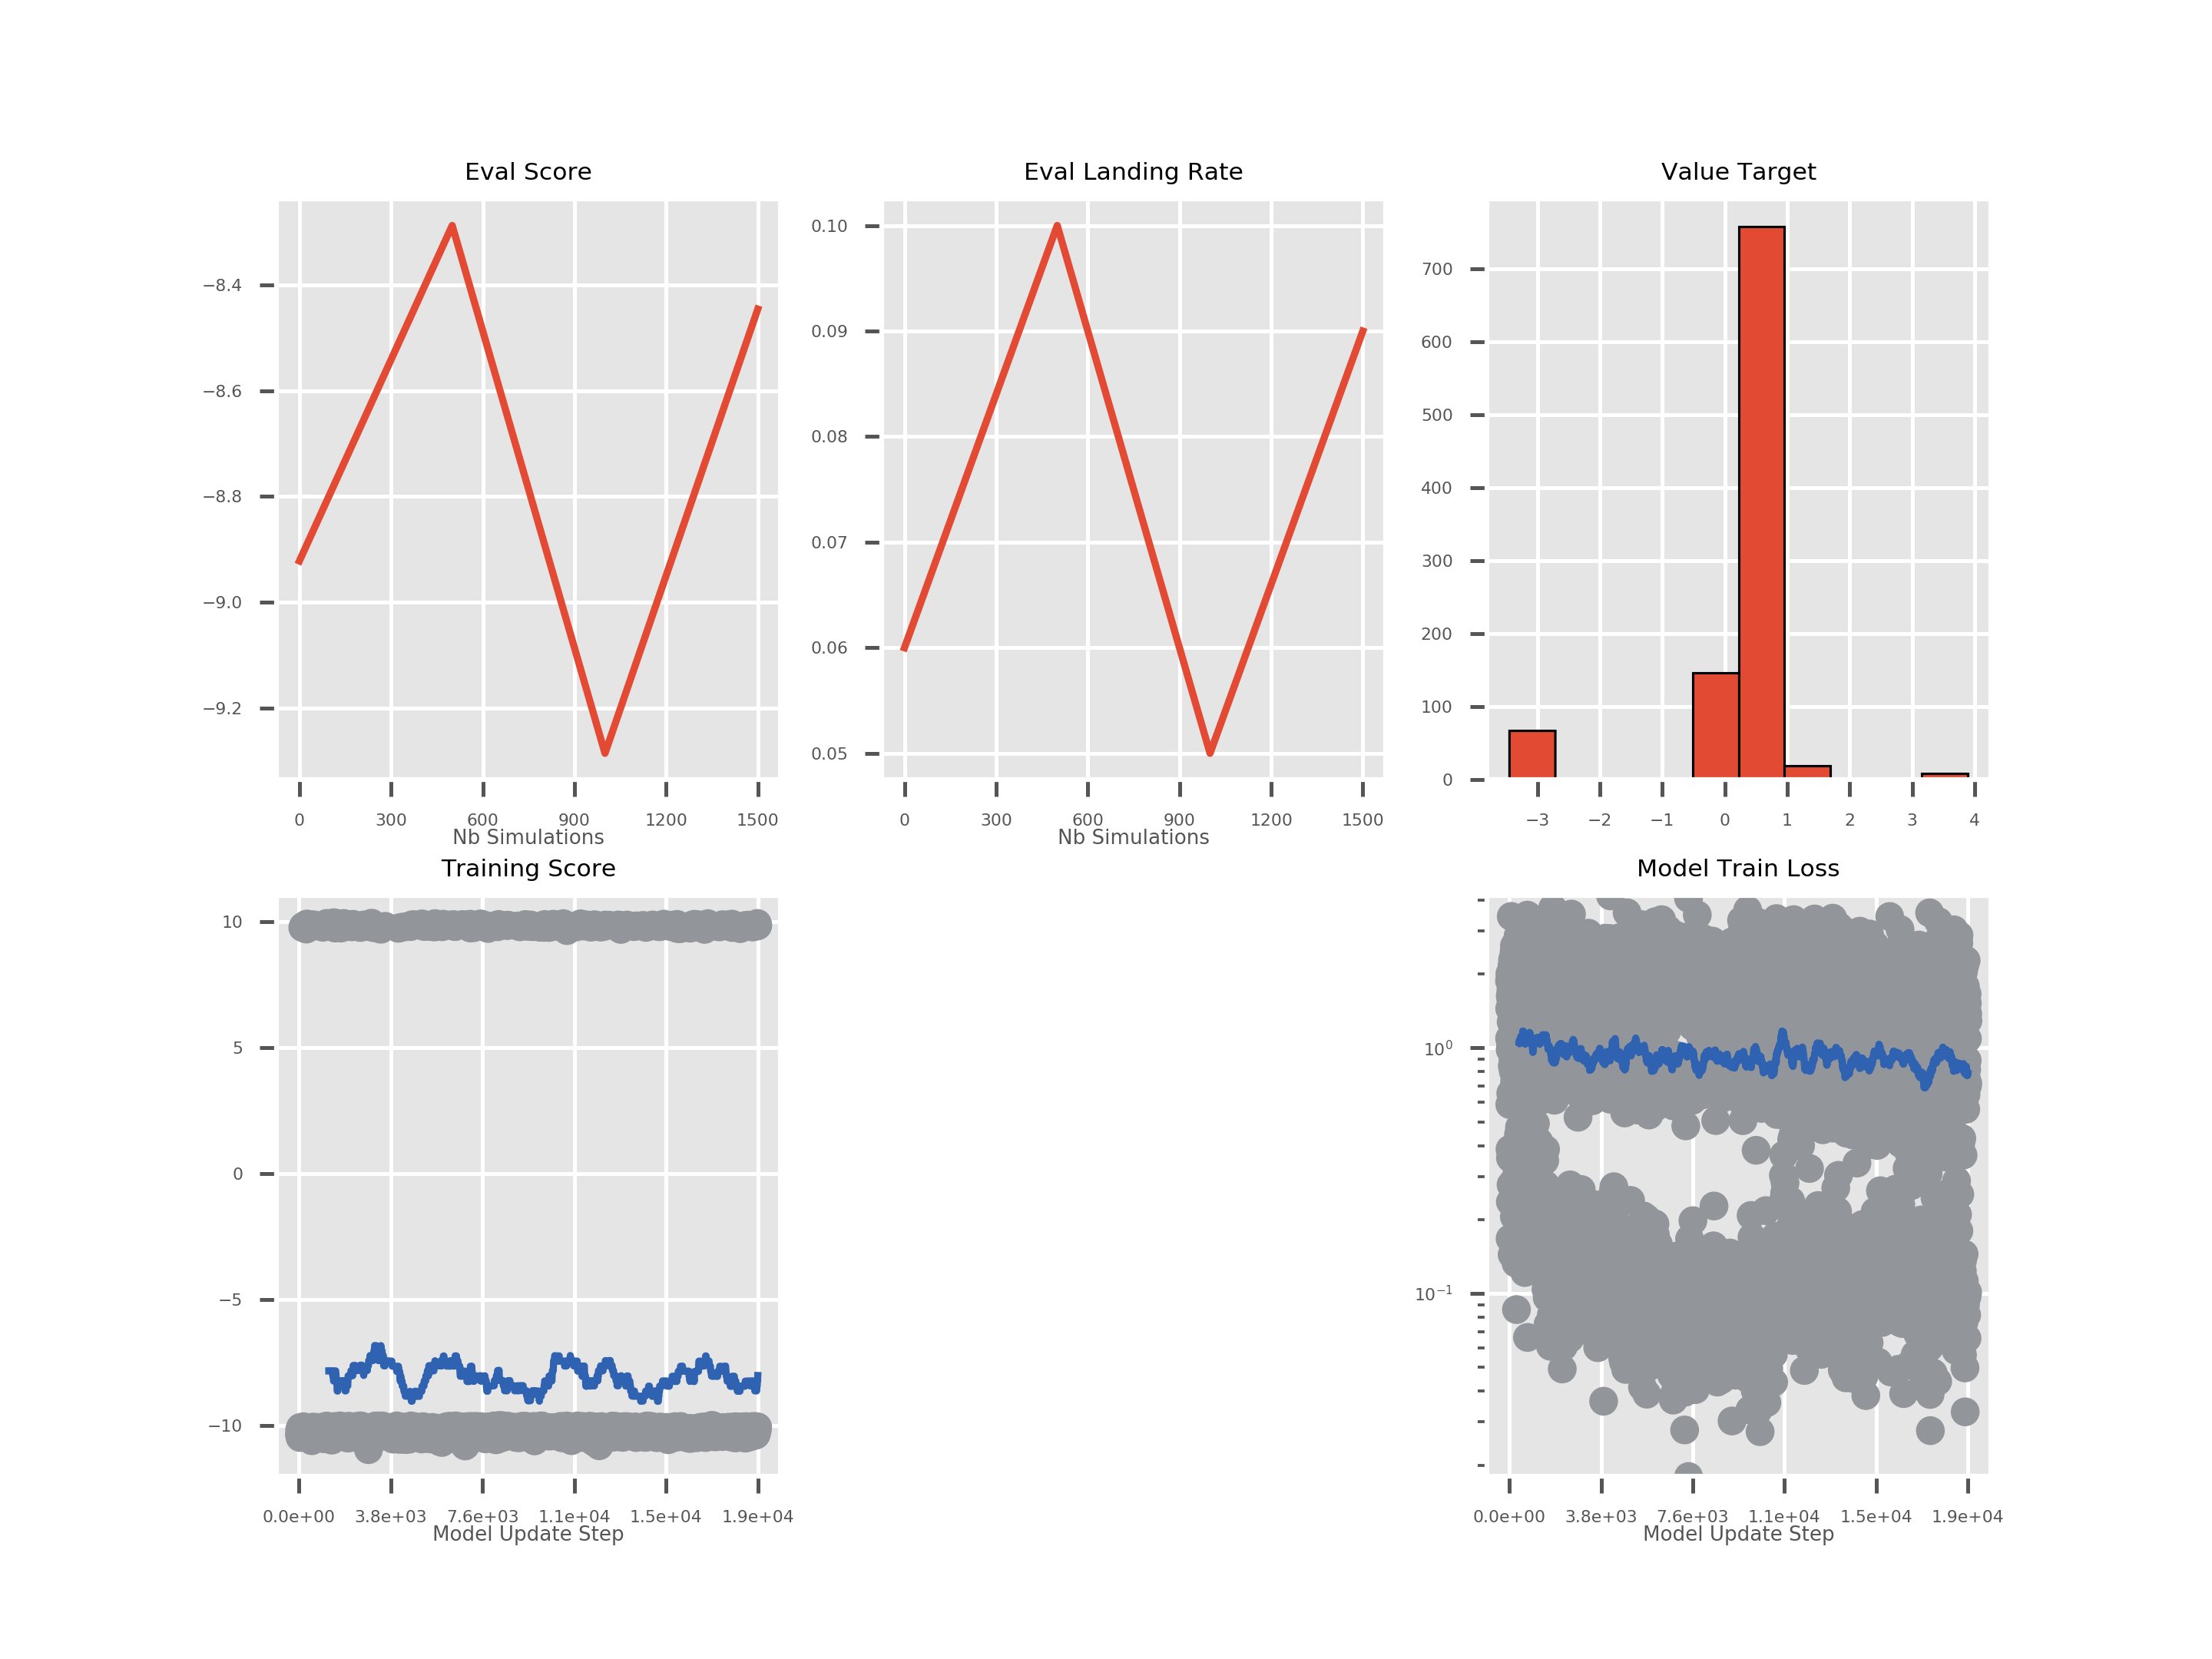 Eval Score
−8.4
−8.6
−8.8
−9.0
−9.2
0 300 600 900 1200 1500
Nb Simulations
Eval Landing Rate
0.10
0.09
0.08
0.07
0.06
0.05
0 300 600 900 1200 1500
Nb Simulations
Value Target
700
600
500
400
300
200
100
0
−3 −2 −1 0 1 2 3 4
Training Score
10
5
0
−5
−10
0.0e+00 3.8e+03 7.6e+03 1.1e+04 1.5e+04 1.9e+04
Model Update Step
Model Train Loss
10⁰
10⁻¹
0.0e+00 3.8e+03 7.6e+03 1.1e+04 1.5e+04 1.9e+04
Model Update Step